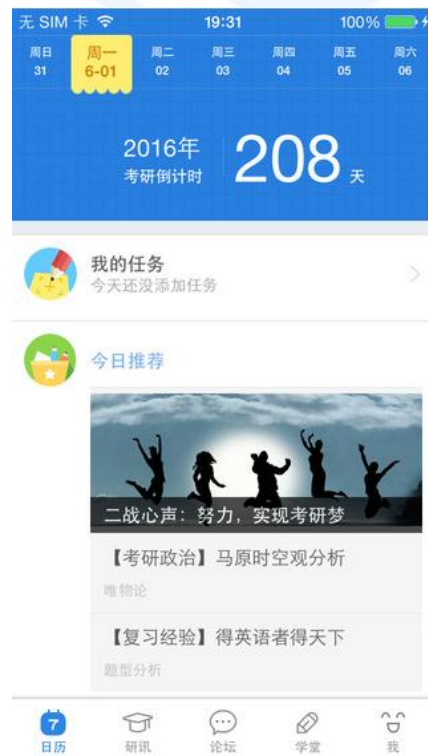 无 SIM 卡 19:31 100%
周日 周一 周二 周三 周四 周五 周六
31 6-01 02 03 04 05 06
2016年
考研倒计时 208 天
我的任务
今天还没添加任务
今日推荐
二战心声：努力，实现考研梦
【考研政治】马原时空观分析
唯物论
【复习经验】得英语者得天下
题型分析
7
日历 研讯 论坛 学堂 我